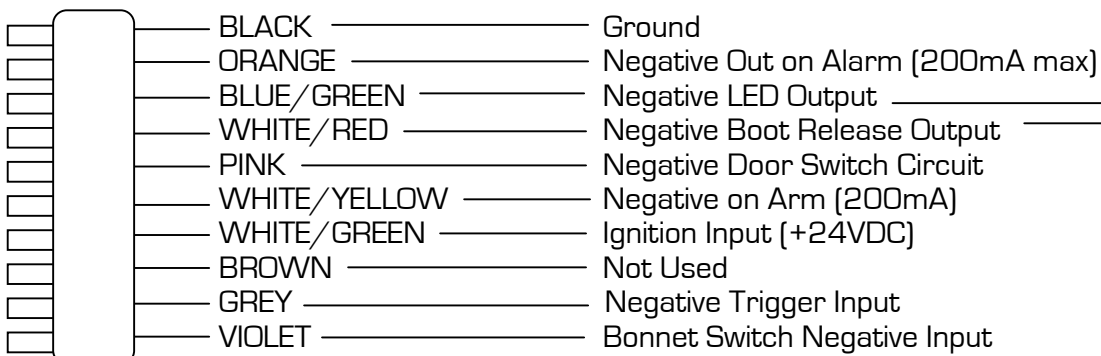 BLACK Ground
ORANGE Negative Out on Alarm (200mA max)
BLUE/GREEN Negative LED Output
WHITE/RED Negative Boot Release Output
PINK Negative Door Switch Circuit
WHITE/YELLOW Negative on Arm (200mA)
WHITE/GREEN Ignition Input (+24VDC)
BROWN Not Used
GREY Negative Trigger Input
VIOLET Bonnet Switch Negative Input